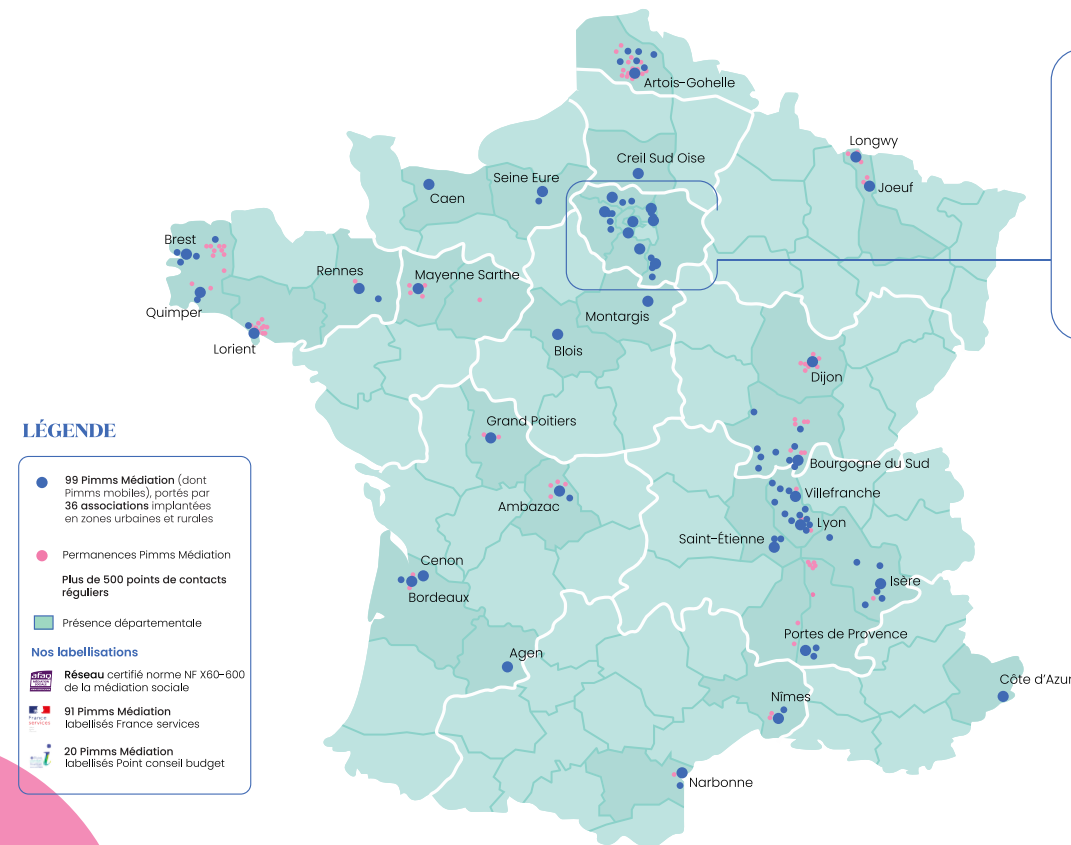 Artois-Gohelle
Longwy
Creil Sud Oise
Joeuf
Seine Eure
Caen
Brest
Rennes
Mayenne Sarthe
Quimper
Montargis
Lorient
Blois
Dijon
Grand Poitiers
Bourgogne du Sud
Villefranche
Ambazac
Lyon
Saint-Étienne
Cenon
Isère
Bordeaux
Portes de Provence
Agen
Côte d'Azur
Nîmes
Narbonne
LÉGENDE
99 Pimms Médiation (dont
Pimms mobiles), portés par
36 associations implantées
en zones urbaines et rurales
Permanences Pimms Médiation
Plus de 500 points de contacts
réguliers
Présence départementale
Nos labellisations
afaq
Réseau certifié norme NF X60-600
de la médiation sociale
France
services
91 Pimms Médiation
labellisés France services
20 Pimms Médiation
labellisés Point conseil budget